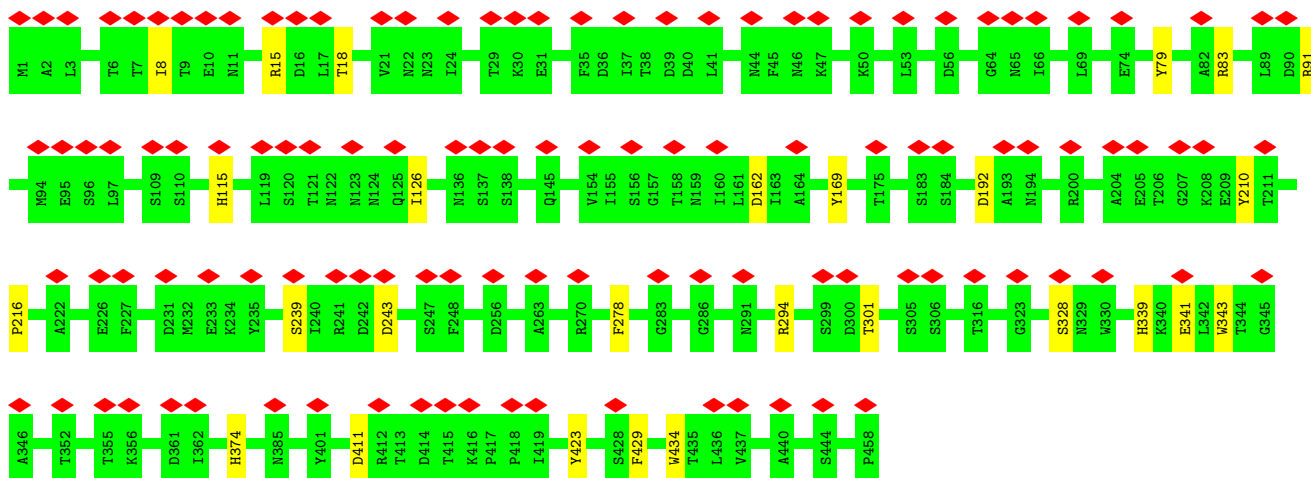 M1 A2 L3 T6 T7 I8 T9 E10 N11 R15 D16 L17 T18 V21 N22 N23 I24 T29 K30 E31 F35 D36 I37 T38 D39 D40 L41 N44 F45 N46 K47 K50 L53 D56 G64 N65 I66 L69 E74 Y79 A82 R83 L89 D90 R91
M94 E95 S96 L97 S109 S110 H115 L119 S120 T121 N122 N123 N124 Q125 I126 N136 S137 S138 Q145 V154 I155 S156 G157 T158 N159 I160 L161 D162 I163 A164 Y169 T175 S183 S184 D192 A193 N194 R200 A204 E205 T206 G207 K208 E209 Y210 T211
P216 A222 E226 F227 D231 M232 E233 K234 Y235 S239 T240 R241 D242 D243 S247 F248 D256 A263 R270 F278 G283 G286 N291 R294 S299 D300 T301 S305 S306 T316 G323 S328 N329 W330 H339 K340 E341 L342 W343 T344 G345
A346 T352 T355 K356 D361 I362 H374 N385 Y401 D411 R412 T413 D414 T415 K416 P417 P418 I419 Y423 S428 F429 W434 T435 L436 V437 A440 S444 P458